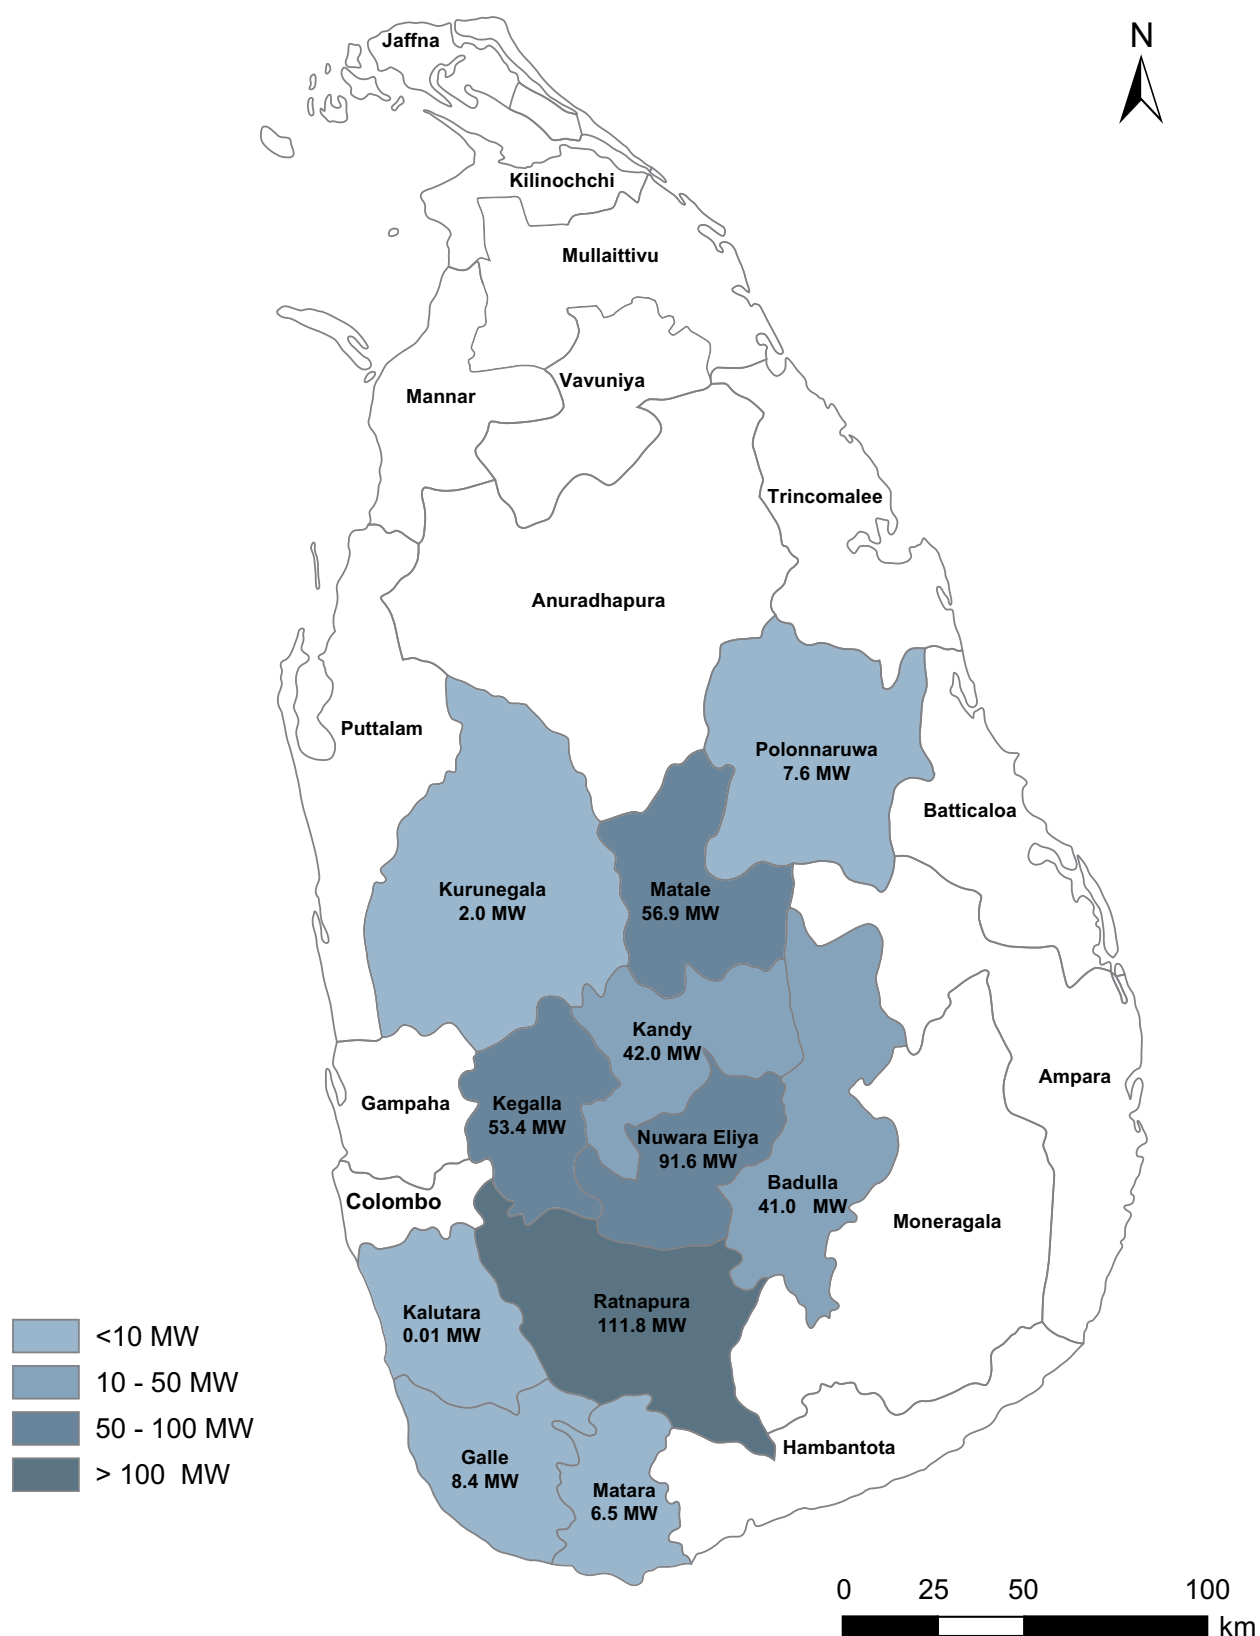 Jaffna
N
Kilinochchi
Mullaittivu
Vavuniya
Mannar
Trincomalee
Anuradhapura
Puttalam
Polonnaruwa
7.6 MW
Batticaloa
Kurunegala
2.0 MW
Matale
56.9 MW
Kandy
42.0 MW
Ampara
Gampaha
Kegalla
53.4 MW
Nuwara Eliya
91.6 MW
Badulla
41.0 MW
Colombo
Moneragala
Ratnapura
111.8 MW
Kalutara
0.01 MW
<10 MW
10 - 50 MW
50 - 100 MW
> 100 MW
Hambantota
Galle
8.4 MW
Matara
6.5 MW
0 25 50 100
km